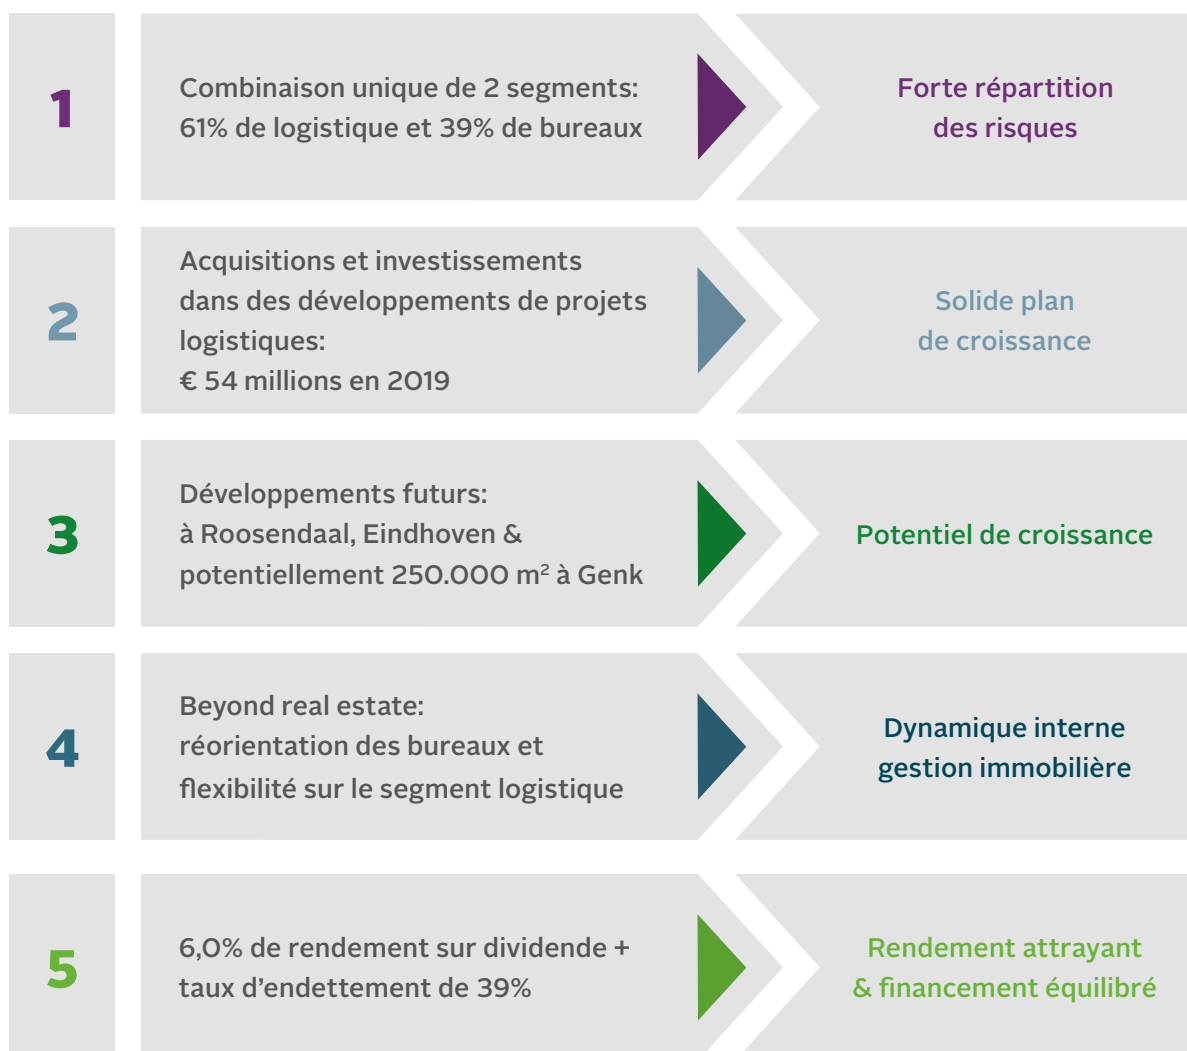 1
Combinaison unique de 2 segments:
61% de logistique et 39% de bureaux
Forte répartition
des risques
2
Acquisitions et investissements
dans des développements de projets
logistiques:
€ 54 millions en 2019
Solide plan
de croissance
3
Développements futurs:
à Roosendaal, Eindhoven &
potentiellement 250.000 m² à Genk
Potentiel de croissance
4
Beyond real estate:
réorientation des bureaux et
flexibilité sur le segment logistique
Dynamique interne
gestion immobilière
5
6,0% de rendement sur dividende +
taux d’endettement de 39%
Rendement attrayant
& financement équilibré